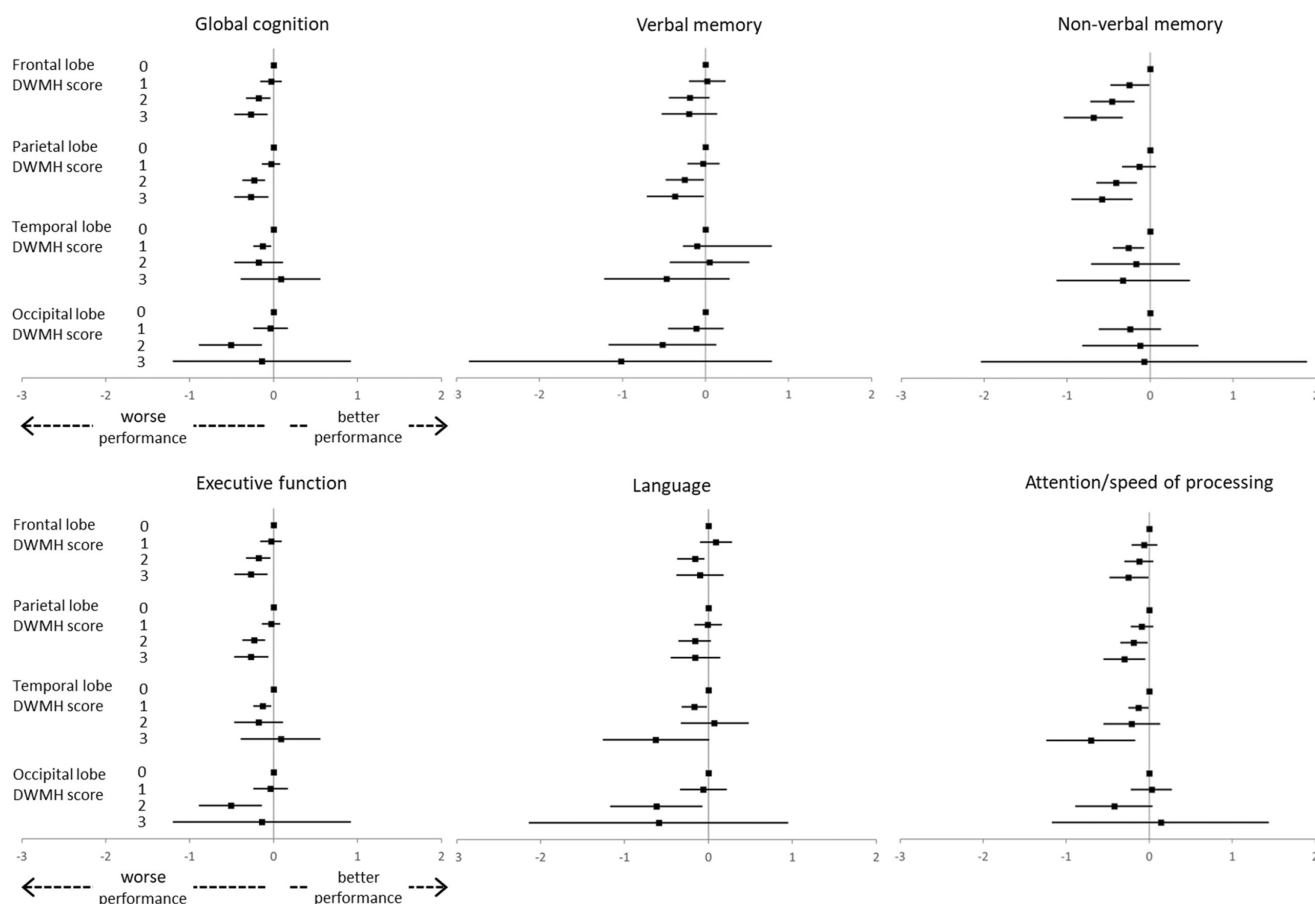 Global cognition
Verbal memory
Non-verbal memory
Frontal lobe 0
DWMH score 1
2
3
Parietal lobe 0
DWMH score 1
2
3
Temporal lobe 0
DWMH score 1
2
3
Occipital lobe 0
DWMH score 1
2
3
-3 -2 -1 0 1 2
3 -2 -1 0 1 2
-3 -2 -1 0 1 2
worse
performance
better
performance
Executive function
Language
Attention/speed of processing
Frontal lobe 0
DWMH score 1
2
3
Parietal lobe 0
DWMH score 1
2
3
Temporal lobe 0
DWMH score 1
2
3
Occipital lobe 0
DWMH score 1
2
3
-3 -2 -1 0 1 2
3 -2 -1 0 1 2
-3 -2 -1 0 1 2
worse
performance
better
performance